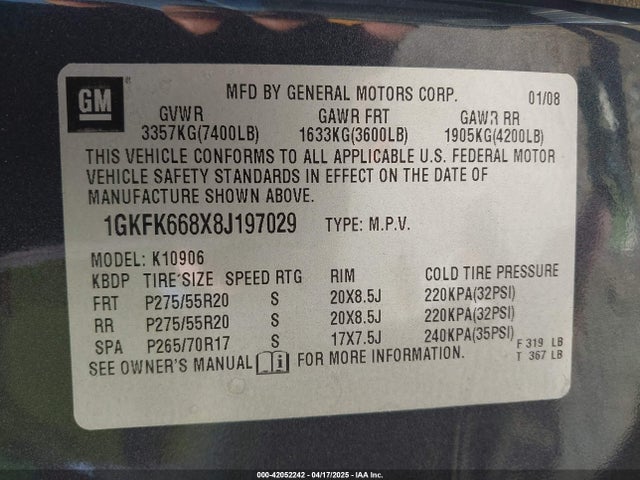 GM
MFD BY GENERAL MOTORS CORP. 01/08
GVWR GAWR FRT GAWR RR
3357KG(7400LB) 1633KG(3600LB) 1905KG(4200LB)
THIS VEHICLE CONFORMS TO ALL APPLICABLE U.S. FEDERAL MOTOR
VEHICLE SAFETY STANDARDS IN EFFECT ON THE DATE OF
MANUFACTURE SHOWN ABOVE.
1GKFK668X8J197029 TYPE: M.P.V.
MODEL: K10906
KBDP TIRE SIZE SPEED RTG RIM COLD TIRE PRESSURE
FRT P275/55R20 S 20X8.5J 220KPA(32PSI)
RR P275/55R20 S 20X8.5J 220KPA(32PSI)
SPA P265/70R17 S 17X7.5J 240KPA(35PSI) F 319 LB
SEE OWNER'S MANUAL i FOR MORE INFORMATION. T 367 LB
000-42052242 - 04/17/2025 - IAA Inc.